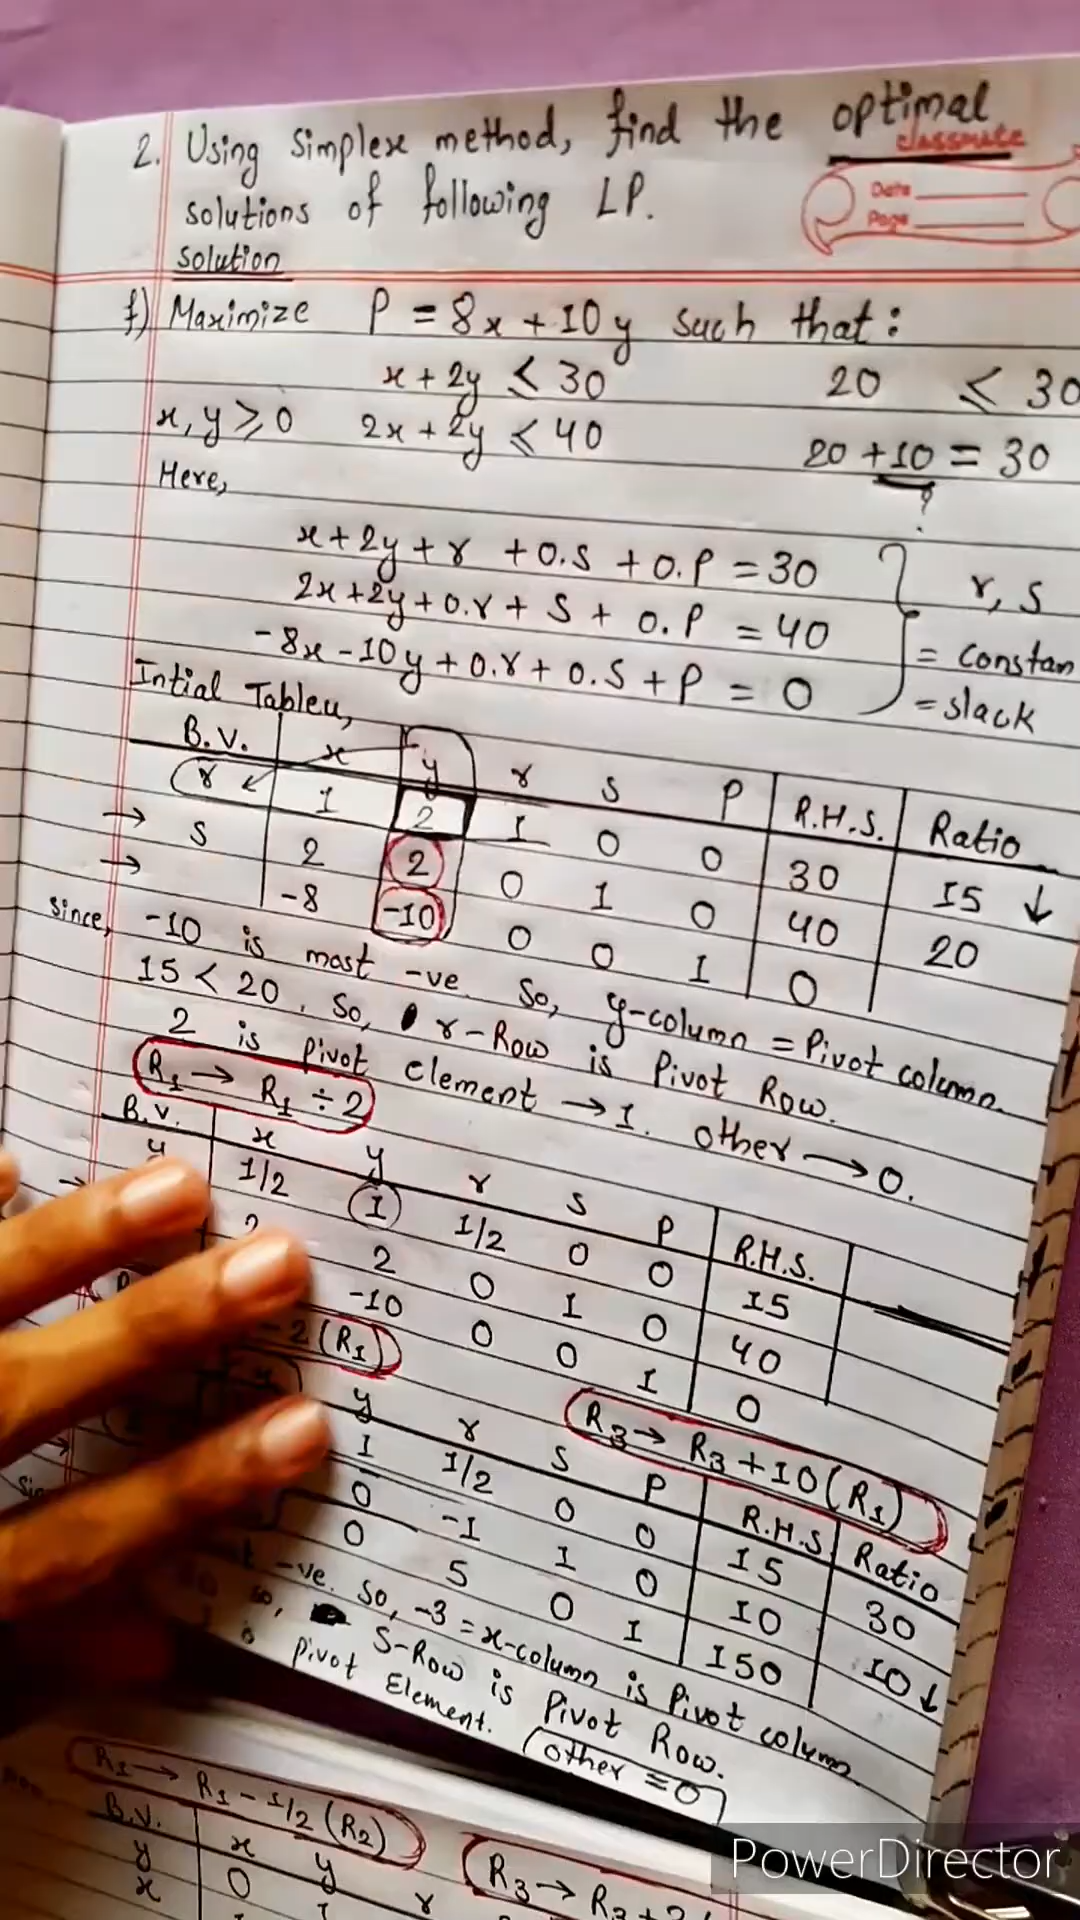 2. Using Simplex method, find the optimal
solutions of following LP.
classmate
Date
Page
Solution
f) Maximize P = 8x + 10y such that:
x + 2y ≤ 30 20 ≤ 30
x, y ≥ 0 2x + 2y ≤ 40 20 + 10 = 30
Here, ?
x + 2y + r + 0.S + 0.P = 30
2x + 2y + 0.r + S + 0.P = 40
-8x - 10y + 0.r + 0.S + P = 0
r, s
= constan
= slack
Intial Tableu,
B.V. x y r S P R.H.S. Ratio
r 1 2 1 0 0 30 15 ↓
→ S 2 2 0 1 0 40 20
→ -8 -10 0 0 1 0
Since, -10 is most -ve. So, y-column = Pivot column.
15 < 20. So, r-Row is Pivot Row.
2 is pivot element → 1. other → 0.
R1 → R1 ÷ 2
B.V. x y r S P R.H.S.
y 1/2 1 1/2 0 0 15
→ 2 2 0 1 0 40
-10 0 0 1 0
- 2 (R1) R3 → R3 + 10 (R1)
y r S P R.H.S Ratio
1 1/2 0 0 15 30
0 -1 1 0 10 10 ↓
→ 0 5 0 1 150
-ve. So, -3 = x-column is Pivot column
So, S-Row is Pivot Row.
Pivot Element. other = 0
R1 → R1 - 1/2 (R2) R3 → R3 +
B.V. x y r
y 0 1
x
PowerDirector